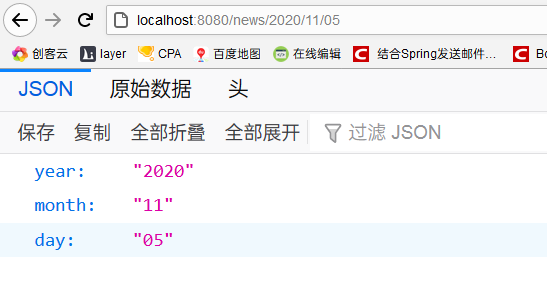 localhost:8080/news/2020/11/05
创客云 layer CPA 百度地图 在线编辑 结合Spring发送邮件… Bo
JSON 原始数据 头
保存 复制 全部折叠 全部展开 过滤 JSON
year: "2020"
month: "11"
day: "05"